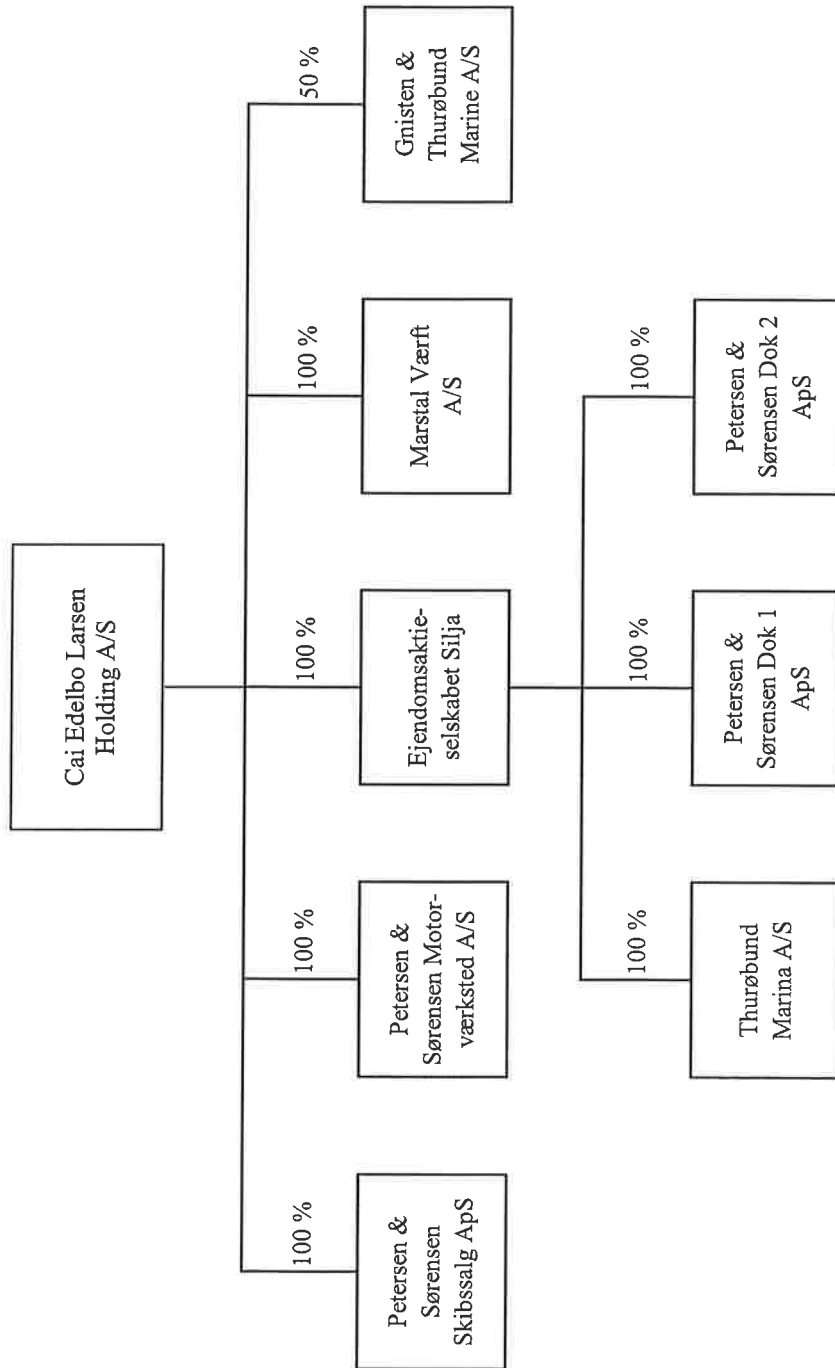 Cai Edelbo Larsen
Holding A/S
100 %
100 %
100 %
100 %
50 %
Petersen &
Sørensen
Skibssalg ApS
Petersen &
Sørensen Motor-
værksted A/S
Ejendomsaktie-
selskabet Silja
Marstal Værft
A/S
Gnisten &
Thurøbund
Marine A/S
100 %
100 %
100 %
Thurøbund
Marina A/S
Petersen &
Sørensen Dok 1
ApS
Petersen &
Sørensen Dok 2
ApS